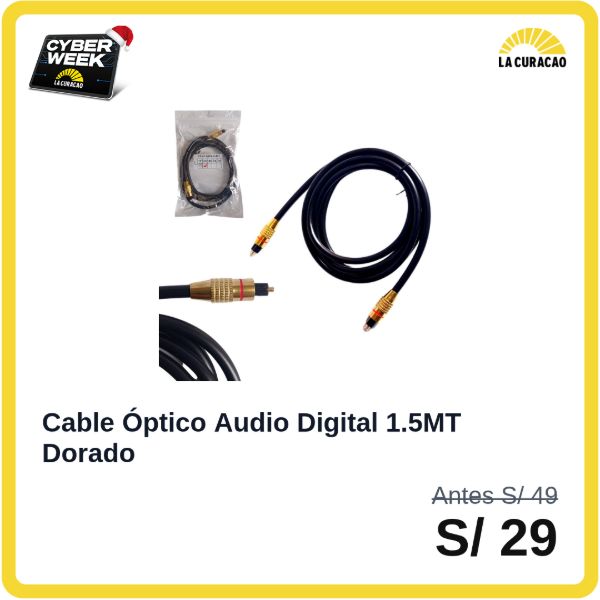 CYBER
WEEK
LA CURACAO
LA CURACAO
Cable Óptico Audio Digital 1.5MT
Dorado
Antes S/ 49
S/ 29